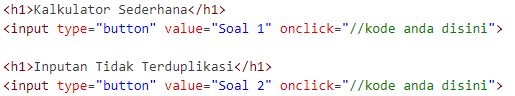 <h1>Kalkulator Sederhana</h1>
<input type="button" value="Soal 1" onclick="//kode anda disini">
<h1>Inputan Tidak Terduplikasi</h1>
<input type="button" value="Soal 2" onclick="//kode anda disini">